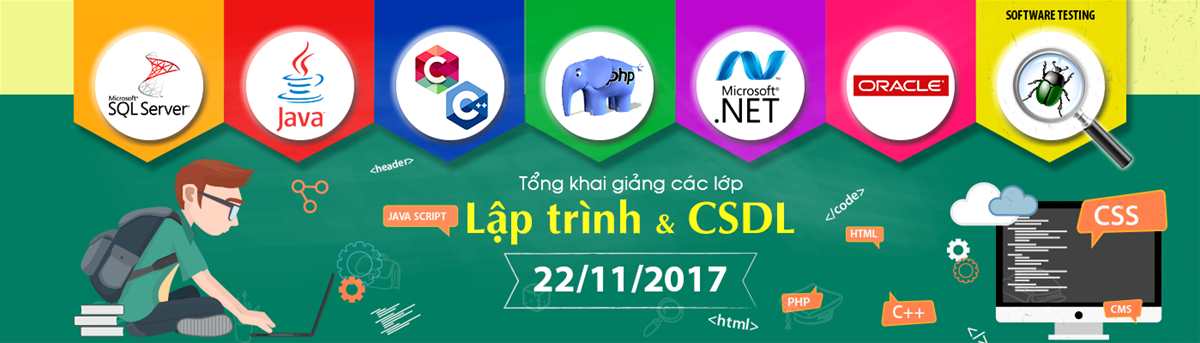 SOFTWARE TESTING
Microsoft®
SQL Server®
Java™
C
C++
php
Microsoft®
.NET
ORACLE®
<header>
Tổng khai giảng các lớp
JAVA SCRIPT
Lập trình & CSDL
</code>
HTML
CSS
22/11/2017
PHP
C++
CMS
<html>
</>